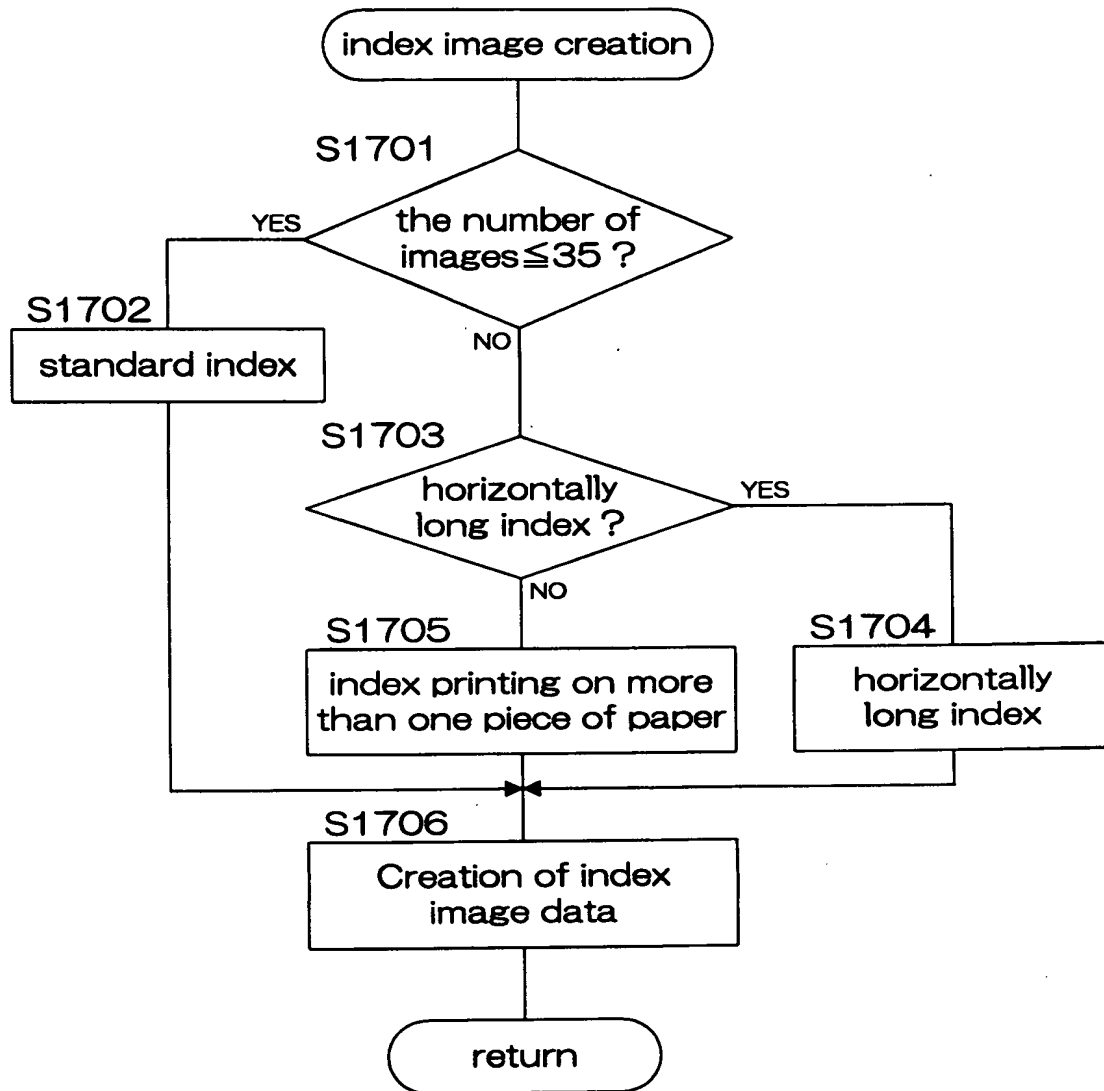 index image creation
S1701
the number of
images≦35 ?
YES
NO
S1702
standard index
S1703
horizontally
long index ?
YES
NO
S1705
index printing on more
than one piece of paper
S1704
horizontally
long index
S1706
Creation of index
image data
return